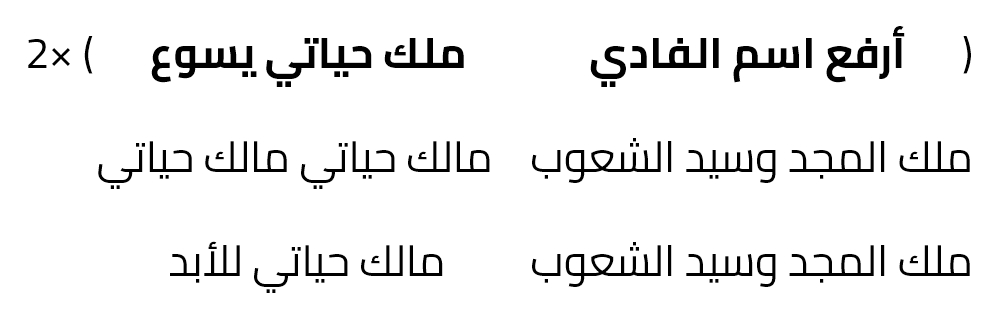 ( أرفع اسم الفادي ملك حياتي يسوع ) ×2
ملك المجد وسيد الشعوب مالك حياتي مالك حياتي
ملك المجد وسيد الشعوب مالك حياتي للأبد